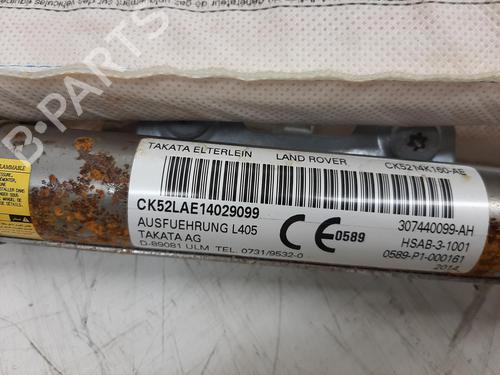 TAKATA ELTERLEIN LAND ROVER CK5214K160-AE
CK52LAE14029099
AUSFUEHRUNG L405
TAKATA AG
D-89081 ULM TEL 0731/9532-0
CE 0589
307440099-AH
HSAB-3-1001
0589-P1-000161
2014
B-PARTS